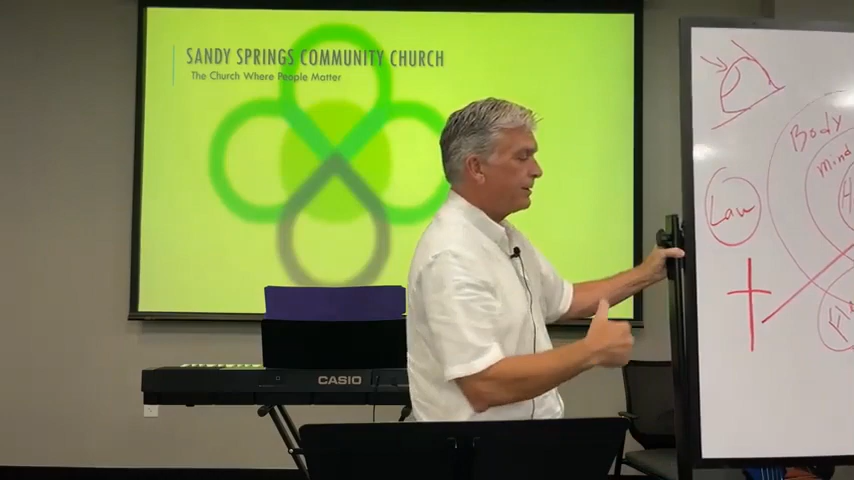 SANDY SPRINGS COMMUNITY CHURCH
The Church Where People Matter
Body
Mind
Law
CASIO